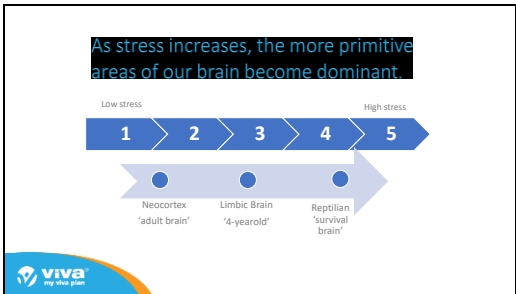 As stress increases, the more primitive
areas of our brain become dominant.
Low stress
High stress
1 2 3 4 5
Neocortex
'adult brain'
Limbic Brain
'4-yearold'
Reptilian
'survival
brain'
viva
my viva plan